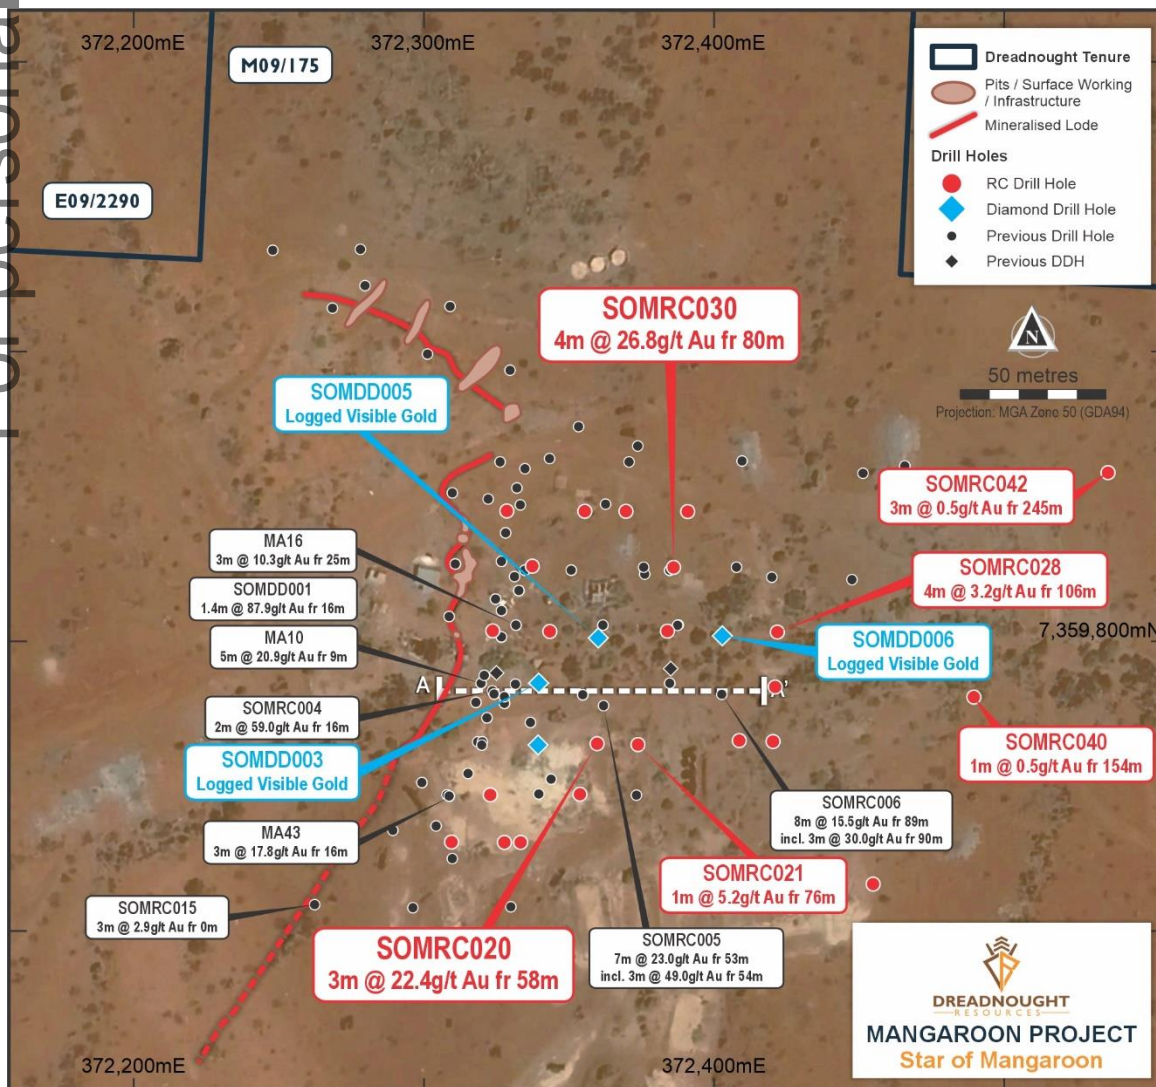 For personal
372,200mE
372,300mE
372,400mE
M09/175
E09/2290
Dreadnought Tenure
Pits / Surface Working
/ Infrastructure
Mineralised Lode
Drill Holes
RC Drill Hole
Diamond Drill Hole
Previous Drill Hole
Previous DDH
N
50 metres
Projection: MGA Zone 50 (GDA94)
SOMRC030
4m @ 26.8g/t Au fr 80m
SOMDD005
Logged Visible Gold
SOMRC042
3m @ 0.5g/t Au fr 245m
MA16
3m @ 10.3g/t Au fr 25m
SOMDD001
1.4m @ 87.9g/t Au fr 16m
MA10
5m @ 20.9g/t Au fr 9m
SOMRC028
4m @ 3.2g/t Au fr 106m
7,359,800mN
SOMDD006
Logged Visible Gold
A
A'
SOMRC004
2m @ 59.0g/t Au fr 16m
SOMDD003
Logged Visible Gold
SOMRC040
1m @ 0.5g/t Au fr 154m
MA43
3m @ 17.8g/t Au fr 16m
SOMRC006
8m @ 15.5g/t Au fr 89m
incl. 3m @ 30.0g/t Au fr 90m
SOMRC021
1m @ 5.2g/t Au fr 76m
SOMRC015
3m @ 2.9g/t Au fr 0m
SOMRC020
3m @ 22.4g/t Au fr 58m
SOMRC005
7m @ 23.0g/t Au fr 53m
incl. 3m @ 49.0g/t Au fr 54m
DREADNOUGHT
RESOURCES
MANGAROON PROJECT
Star of Mangaroon
372,200mE
372,400mE